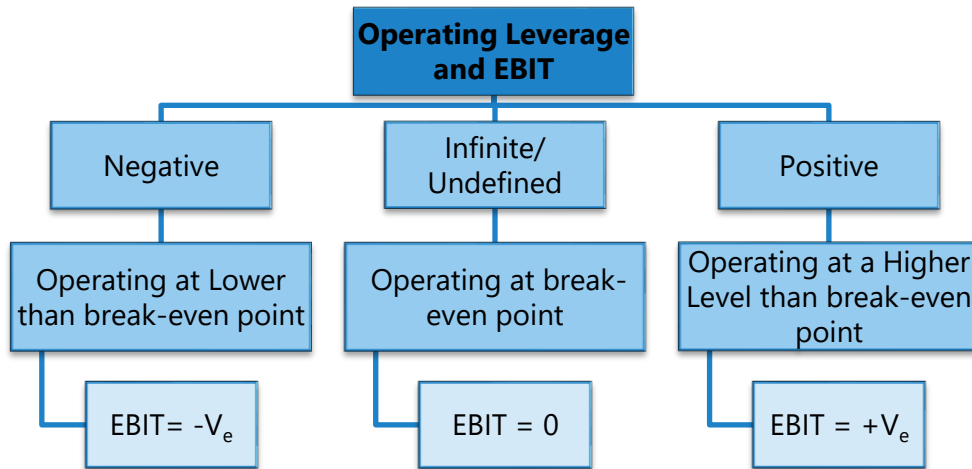 Operating Leverage
and EBIT
Negative
Infinite/
Undefined
Positive
Operating at Lower
than break-even point
Operating at break-
even point
Operating at a Higher
Level than break-even
point
EBIT= -Vₑ
EBIT = 0
EBIT = +Vₑ